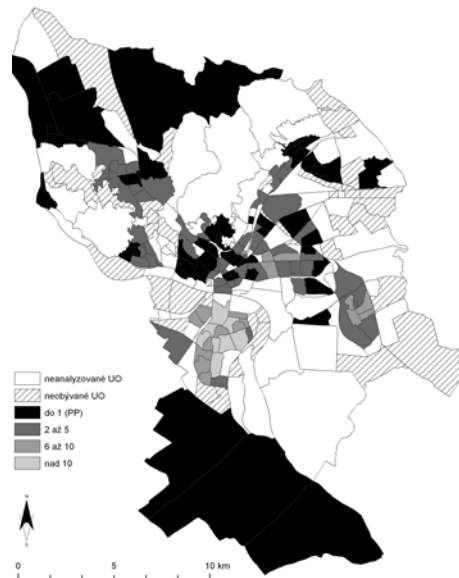 neanalyzované UO
neobývané UO
do 1 (PP)
2 až 5
6 až 10
nad 10
N
S
0 5 10 km